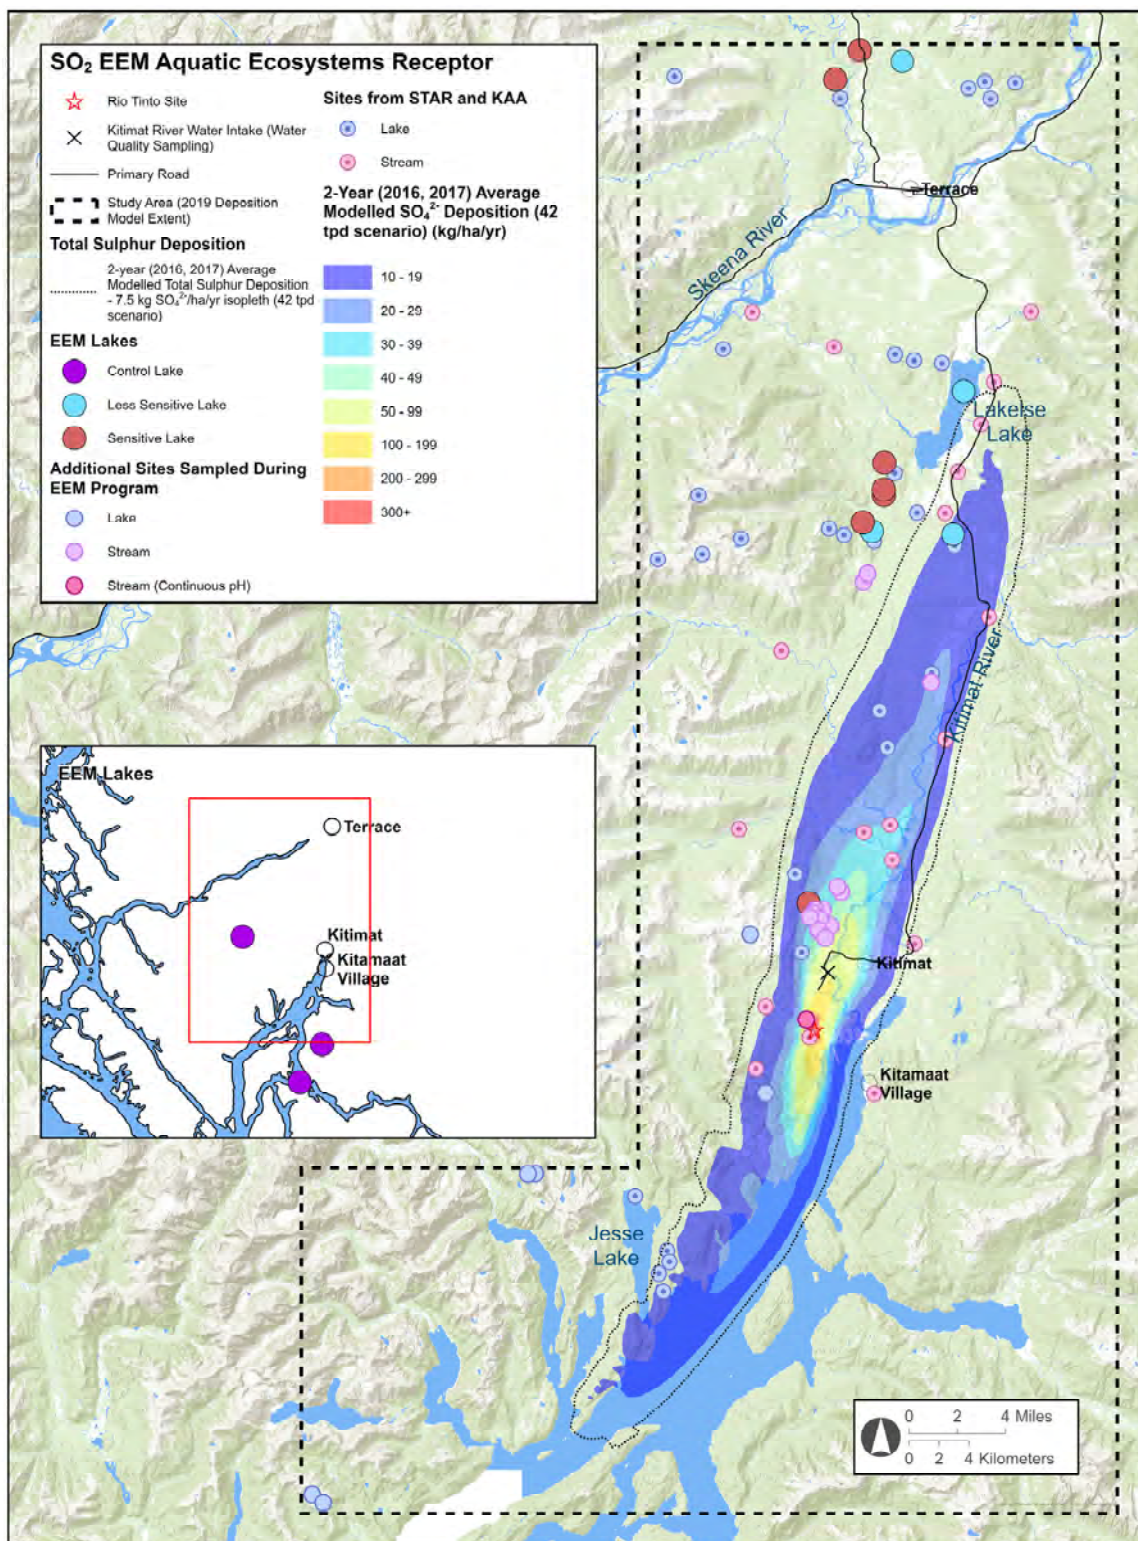 SO₂ EEM Aquatic Ecosystems Receptor
Rio Tinto Site
Kitimat River Water Intake (Water
Quality Sampling)
Primary Road
Study Area (2019 Deposition
Model Extent)
Total Sulphur Deposition
2-year (2016, 2017) Average
Modelled Total Sulphur Deposition
- 7.5 kg SO₄²⁻/ha/yr isopleth (42 tpd
scenario)
EEM Lakes
Control Lake
Less Sensitive Lake
Sensitive Lake
Additional Sites Sampled During
EEM Program
Lake
Stream
Stream (Continuous pH)
Sites from STAR and KAA
Lake
Stream
2-Year (2016, 2017) Average
Modelled SO₄²⁻ Deposition (42
tpd scenario) (kg/ha/yr)
10 - 19
20 - 29
30 - 39
40 - 49
50 - 99
100 - 199
200 - 299
300+
Terrace
Skeena River
Lakelse
Lake
Kitimat River
Kitimat
Kitamaat
Village
Jesse
Lake
EEM Lakes
Terrace
Kitimat
Kitamaat
Village
0 2 4 Miles
0 2 4 Kilometers